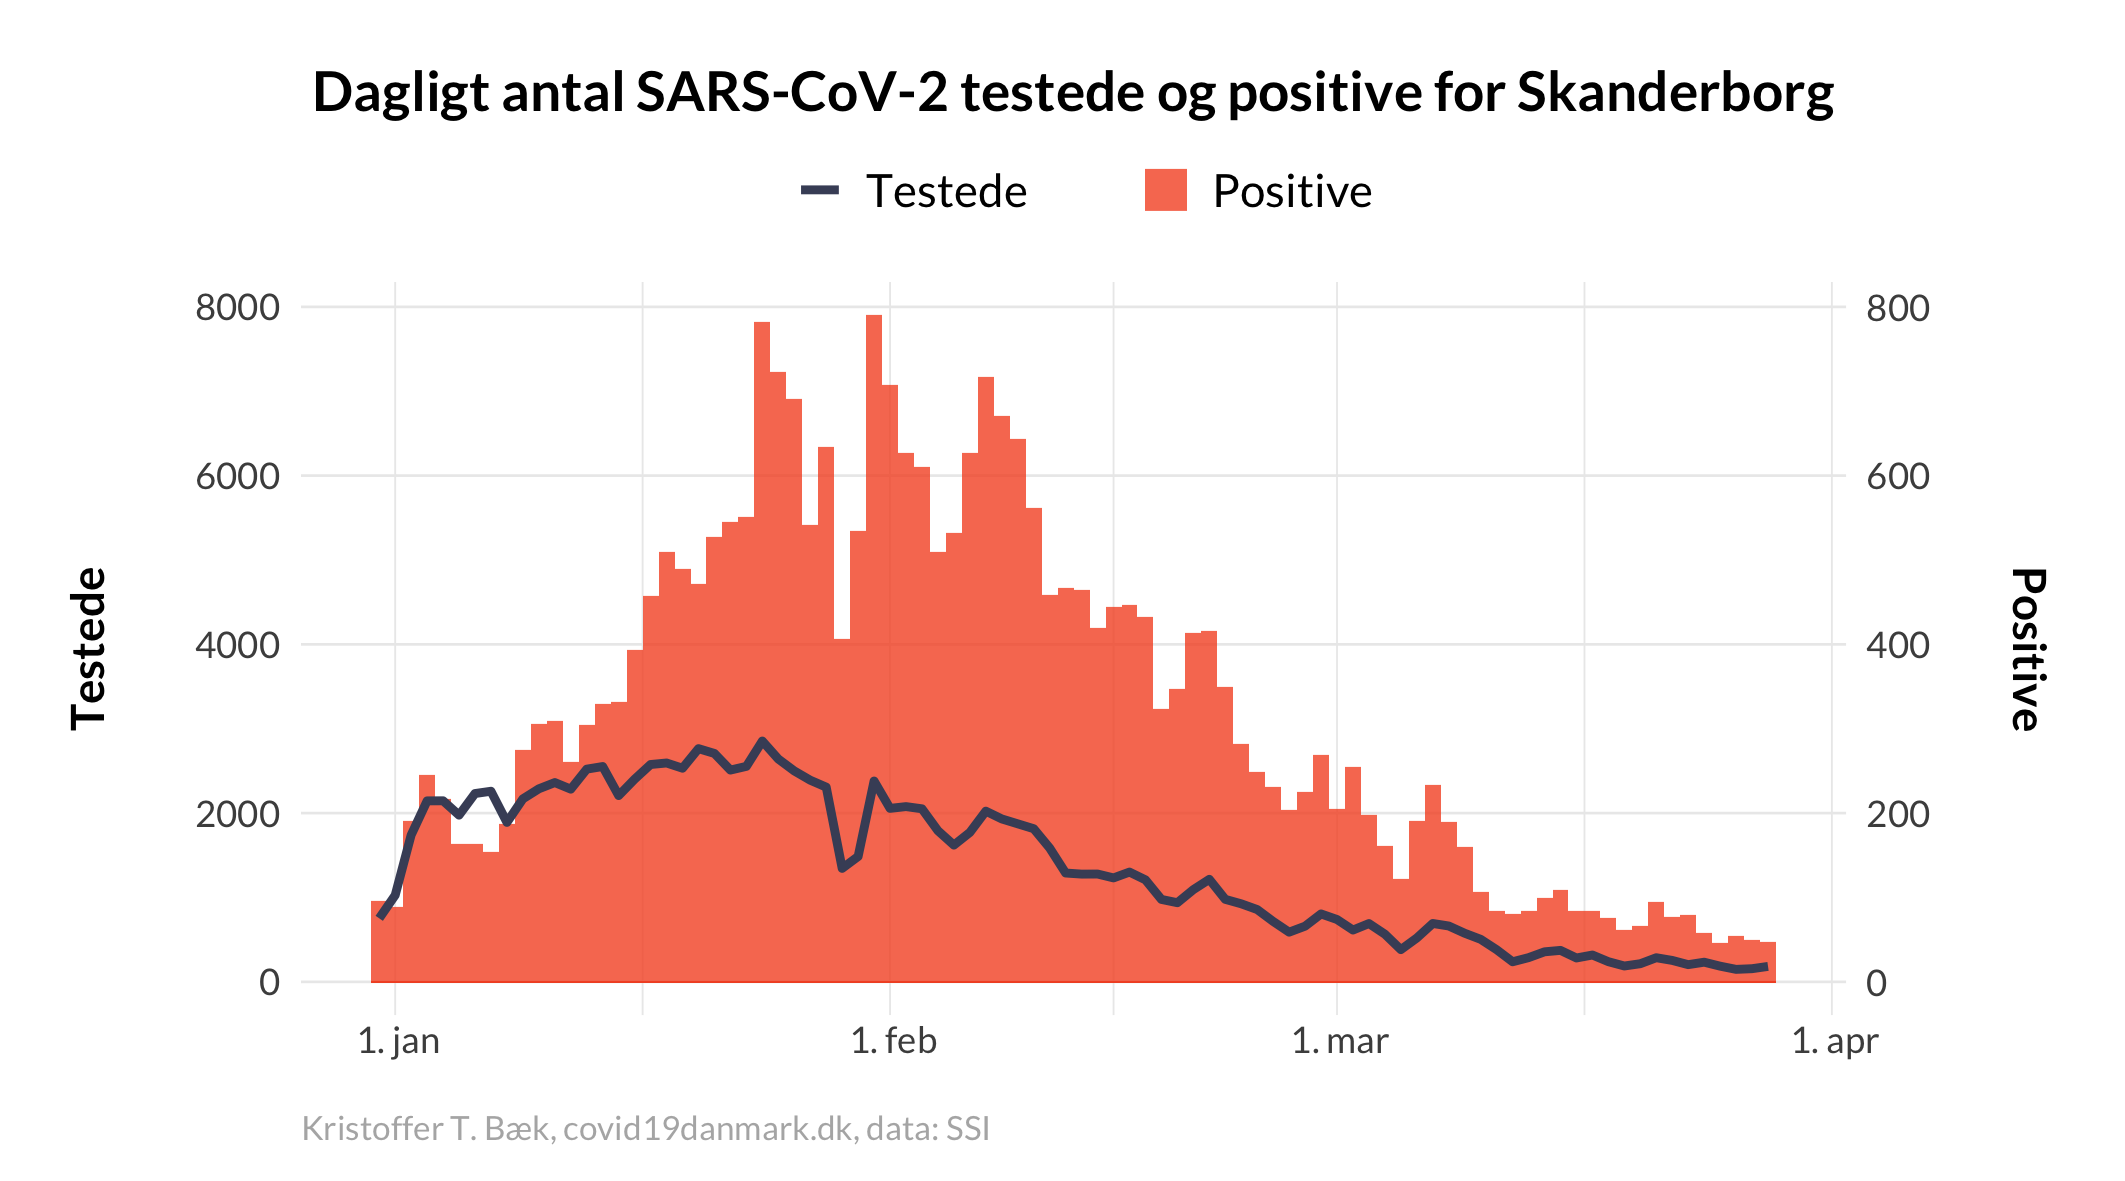 Dagligt antal SARS-CoV-2 testede og positive for Skanderborg
Testede
Positive
8000
6000
4000
2000
0
800
600
400
200
0
Testede
Positive
1. jan
1. feb
1. mar
1. apr
Kristoffer T. Bæk, covid19danmark.dk, data: SSI